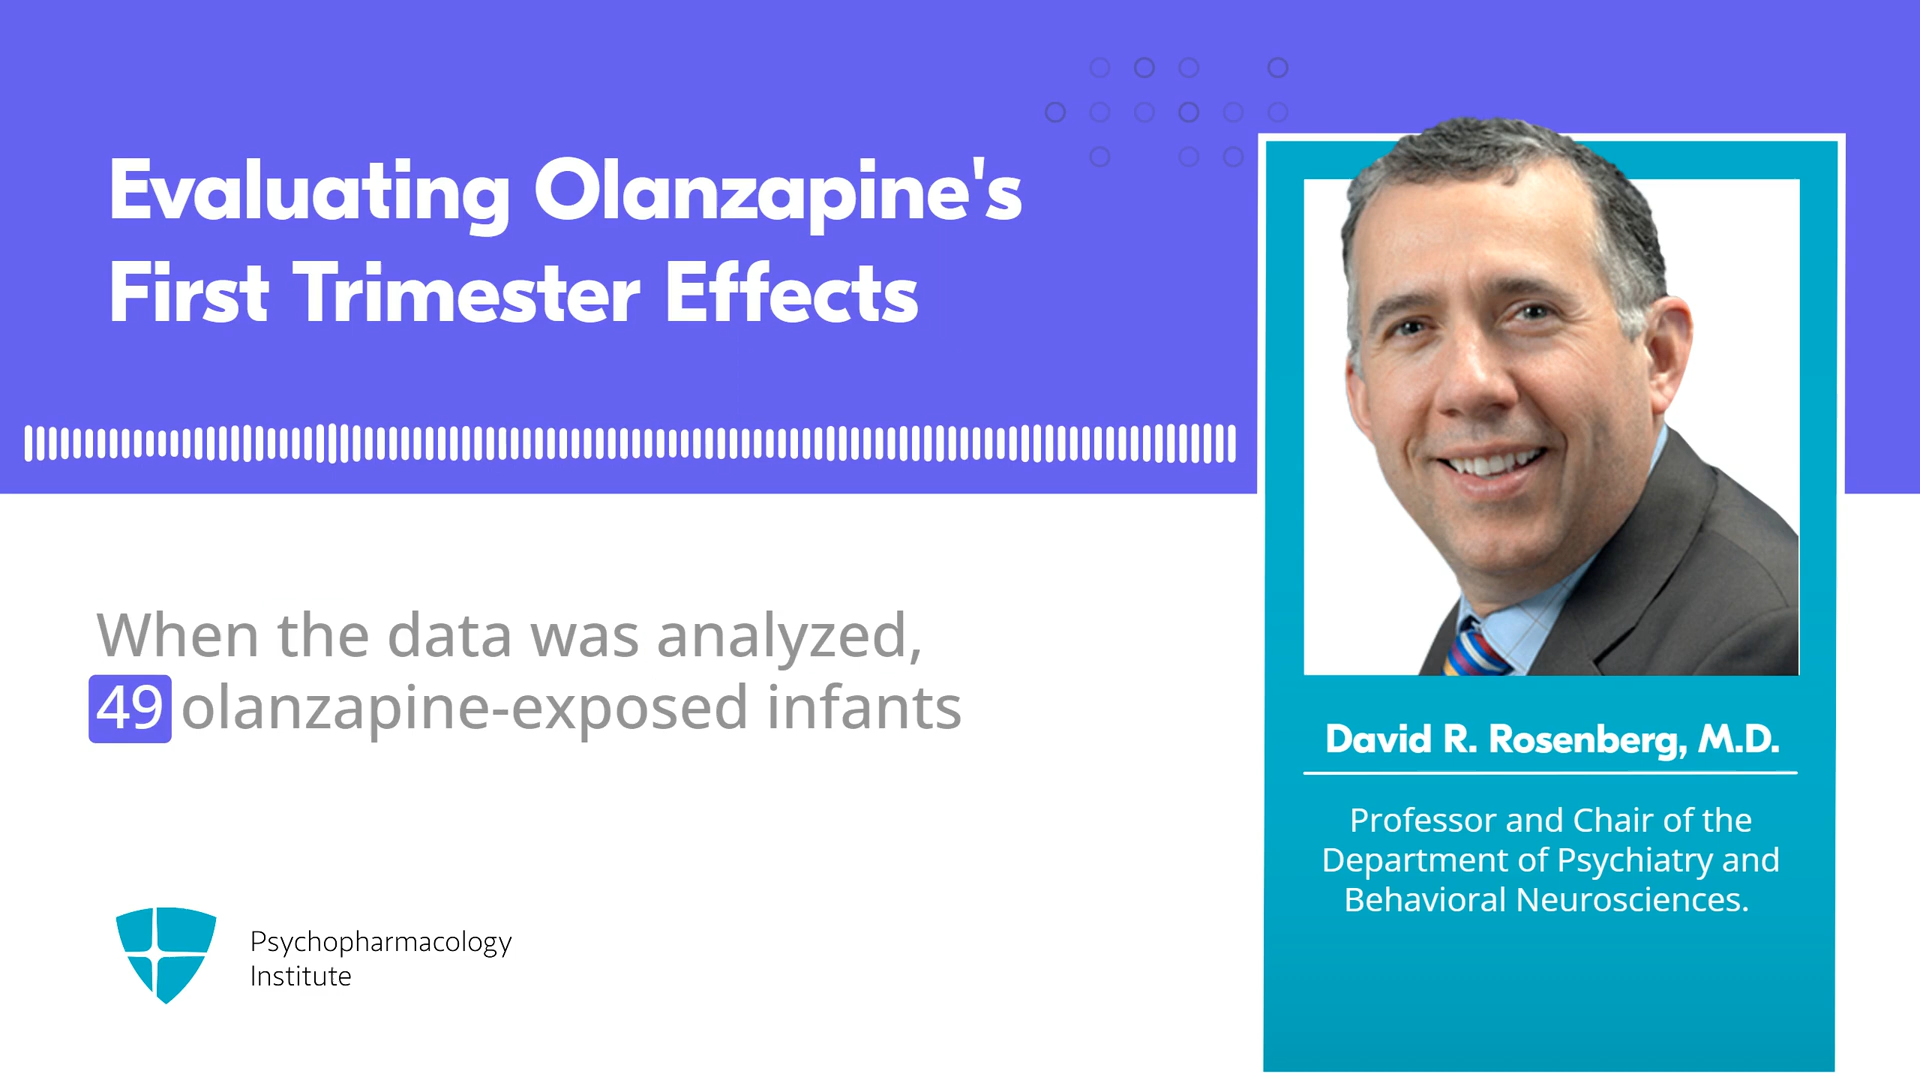 Evaluating Olanzapine's
First Trimester Effects
When the data was analyzed,
49 olanzapine-exposed infants
Psychopharmacology
Institute
David R. Rosenberg, M.D.
Professor and Chair of the
Department of Psychiatry and
Behavioral Neurosciences.